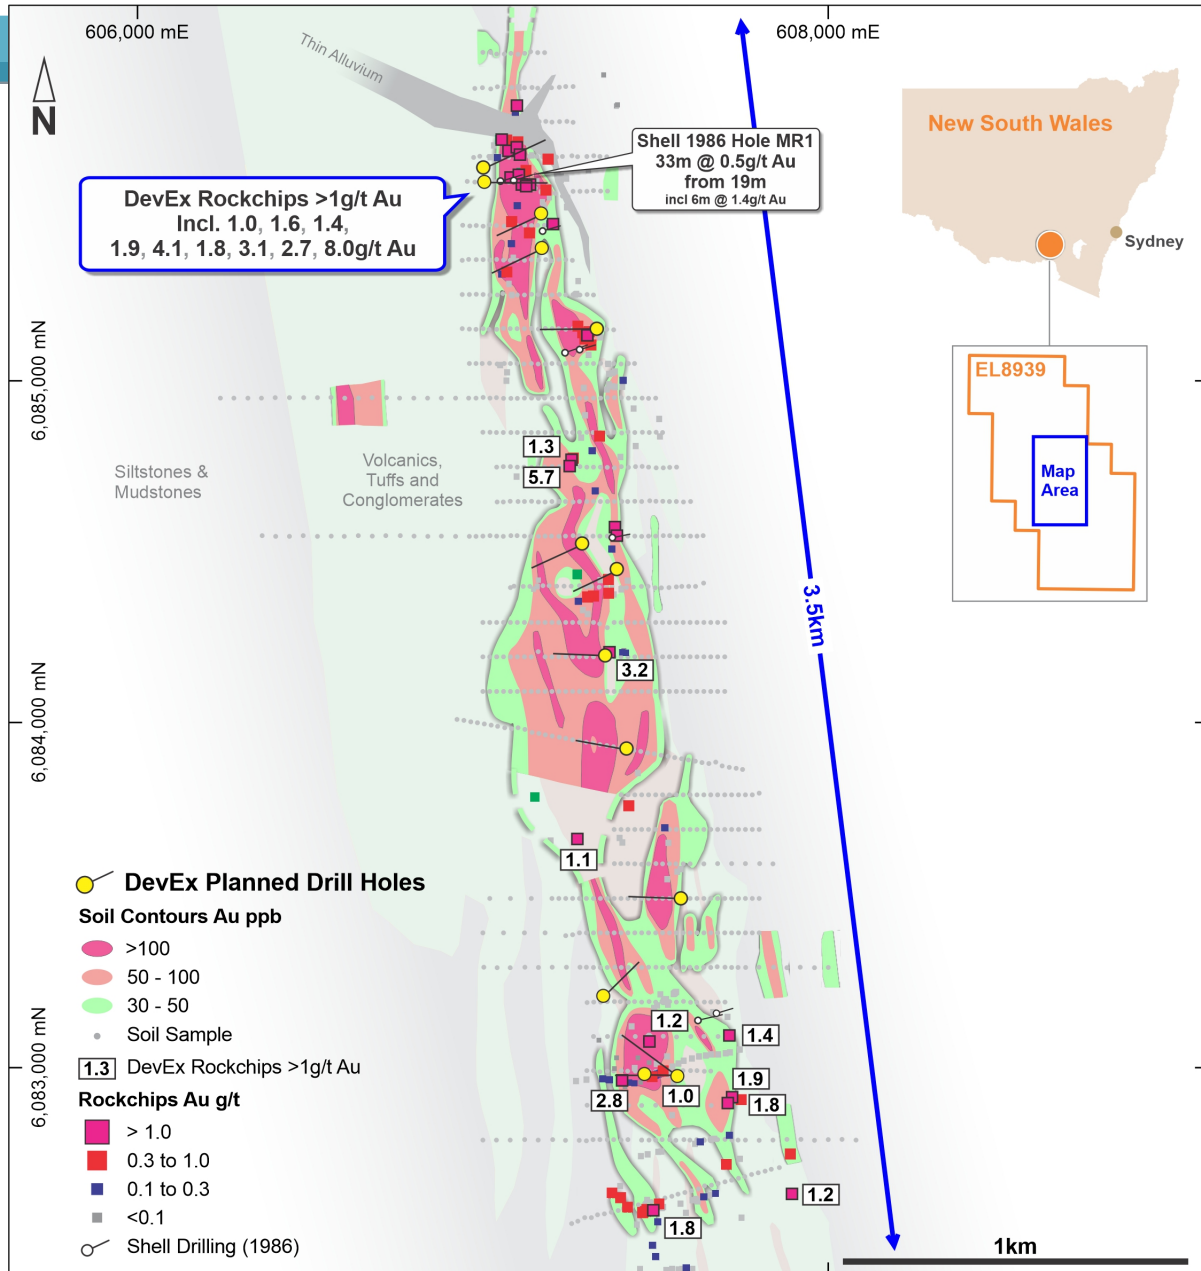 606,000 mE
608,000 mE
Thin Alluvium
N
Shell 1986 Hole MR1
33m @ 0.5g/t Au
from 19m
incl 6m @ 1.4g/t Au
New South Wales
Sydney
DevEx Rockchips >1g/t Au
Incl. 1.0, 1.6, 1.4,
1.9, 4.1, 1.8, 3.1, 2.7, 8.0g/t Au
6,085,000 mN
EL8939
Map
Area
1.3
5.7
Siltstones &
Mudstones
Volcanics,
Tuffs and
Conglomerates
3.5km
3.2
6,084,000 mN
1.1
DevEx Planned Drill Holes
Soil Contours Au ppb
>100
50 - 100
30 - 50
Soil Sample
1.3 DevEx Rockchips >1g/t Au
Rockchips Au g/t
> 1.0
0.3 to 1.0
0.1 to 0.3
<0.1
Shell Drilling (1986)
6,083,000 mN
1.2
1.4
1.9
1.0
1.8
2.8
1.2
1.8
1km